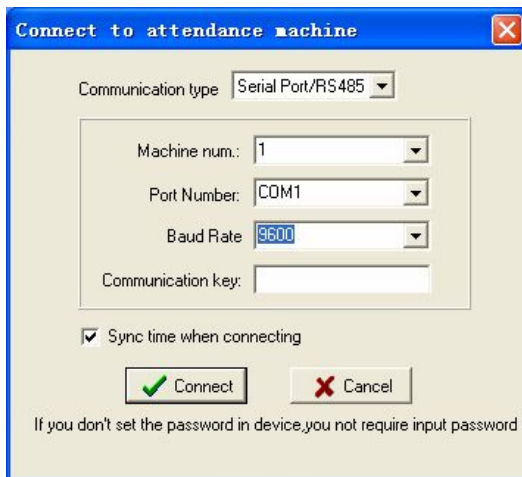 Connect to attendance machine
Communication type Serial Port/RS485
Machine num.: 1
Port Number: COM1
Baud Rate 9600
Communication key:
Sync time when connecting
Connect Cancel
If you don't set the password in device,you not require input password